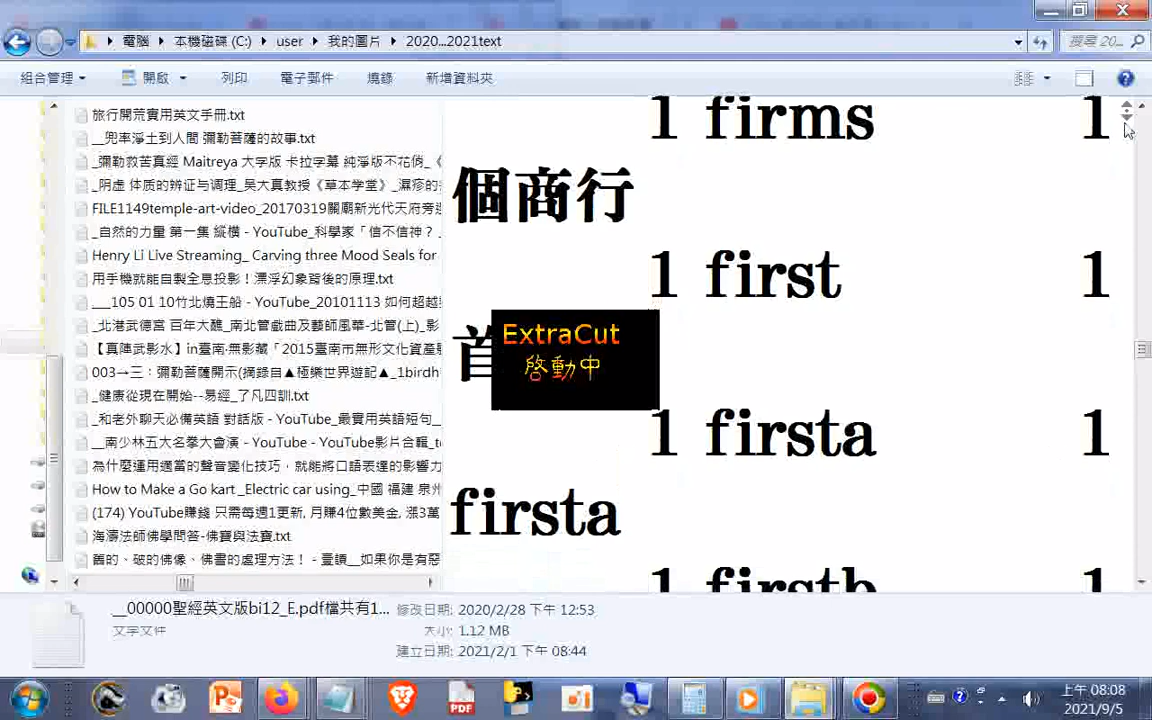 電腦 ▸ 本機磁碟 (C:) ▸ user ▸ 我的圖片 ▸ 2020...2021text
搜尋 20...
組合管理 開啟 列印 電子郵件 燒錄 新增資料夾
旅行開荒實用英文手冊.txt
__兜率淨土到人間 彌勒菩薩的故事.txt
_彌勒救苦真經 Maitreya 大字版 卡拉字幕 純淨版不花俏_《
_阴虚 体质的辨证与调理_吴大真教授《草本学堂》_濕疹的
FILE1149temple-art-video_20170319關廟新光代天府旁邊
_自然的力量 第一集 縱橫 - YouTube_科學家「信不信神？
Henry Li Live Streaming_ Carving three Mood Seals for
用手機就能自製全息投影！漂浮幻象背後的原理.txt
___105 01 10竹北燒王船 - YouTube_20101113 如何超越
_北港武德宮 百年大醮_南北管戲曲及藝師風華-北管(上)_影
【真陣武影水】in臺南·無影藏「2015臺南市無形文化資產
003→三︰彌勒菩薩開示(摘錄目▲極樂世界遊記▲_1birdh
_健康從現在開始--易經_了凡四訓.txt
_和老外聊天必備英語 對話版 - YouTube_最實用英語短句_
__南少林五大名拳大會演 - YouTube - YouTube影片合輯_to
為什麼運用適當的聲音變化技巧，就能將口語表達的影響力
How to Make a Go kart _Electric car using_中國 福建 泉州
(174) YouTube賺錢 只需每週1更新, 月賺4位數美金, 漲3萬
海濤法師佛學問答-佛寶與法寶.txt
舊的、破的佛像、佛書的處理方法！ - 壹讀__如果你是有惡
1 firms 1
個商行
1 first 1
首
ExtraCut
啓動中
1 firsta 1
firsta
1 firstb 1
__00000聖經英文版bi12_E.pdf檔共有1... 修改日期: 2020/2/28 下午 12:53
文字文件 大小: 1.12 MB
建立日期: 2021/2/1 下午 08:44
PDF
上午 08:08
2021/9/5